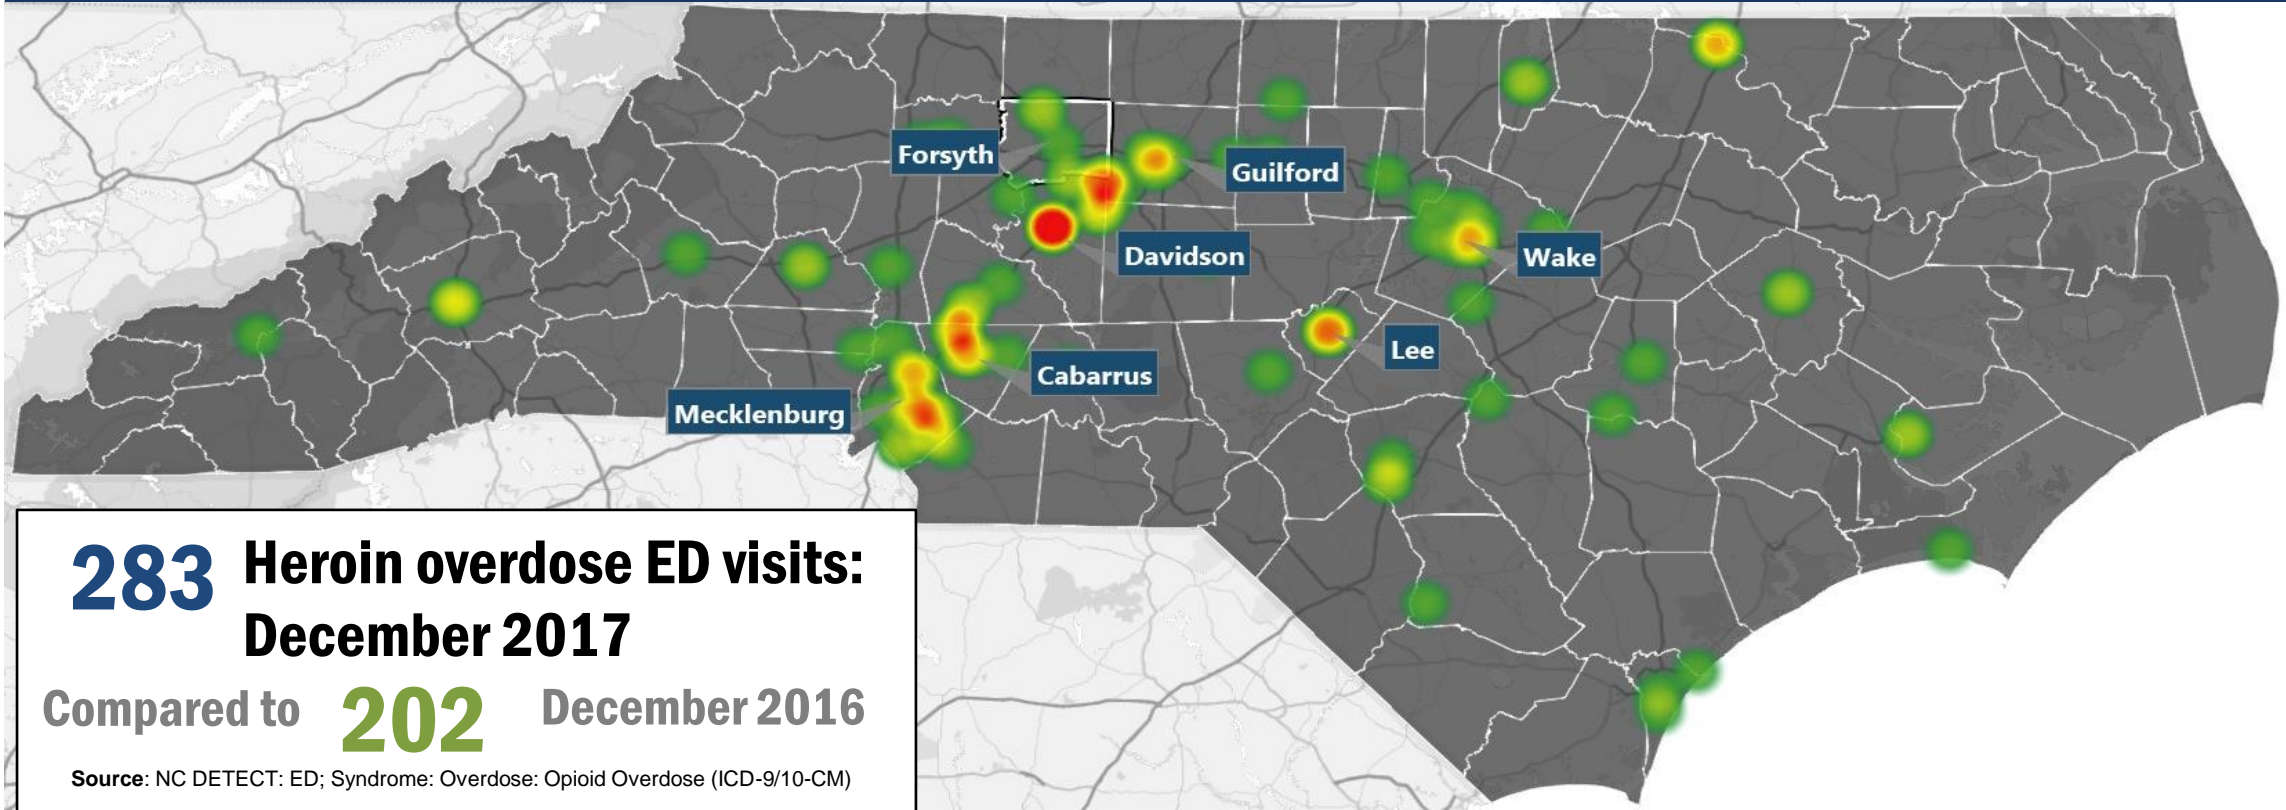 Forsyth
Guilford
Davidson
Wake
Lee
Cabarrus
Mecklenburg
283 Heroin overdose ED visits:
December 2017
Compared to 202 December 2016
Source: NC DETECT: ED; Syndrome: Overdose: Opioid Overdose (ICD-9/10-CM)